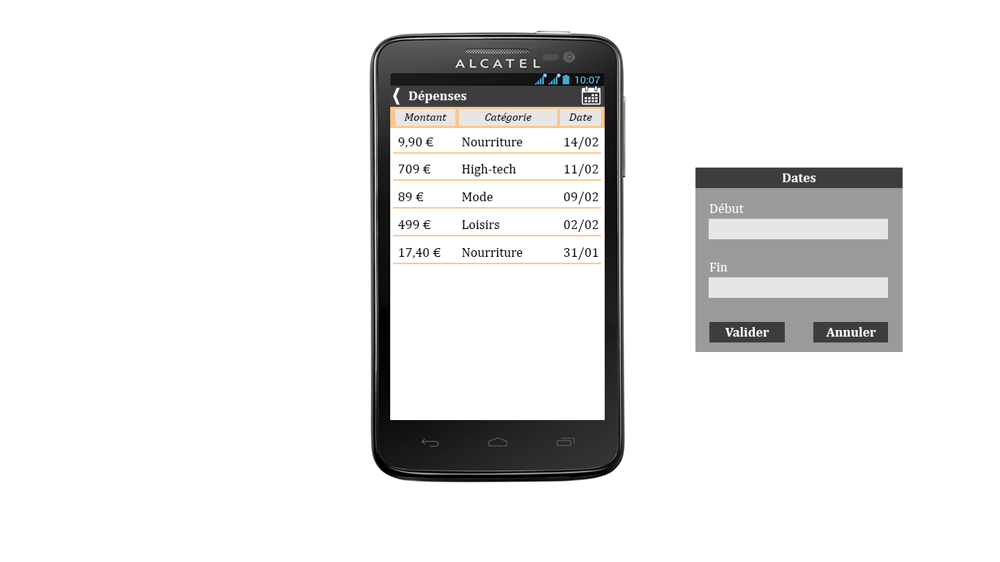 ALCATEL
10:07
Dépenses
Montant Catégorie Date
9,90 € Nourriture 14/02
709 € High-tech 11/02
89 € Mode 09/02
499 € Loisirs 02/02
17,40 € Nourriture 31/01
Dates
Début
Fin
Valider Annuler